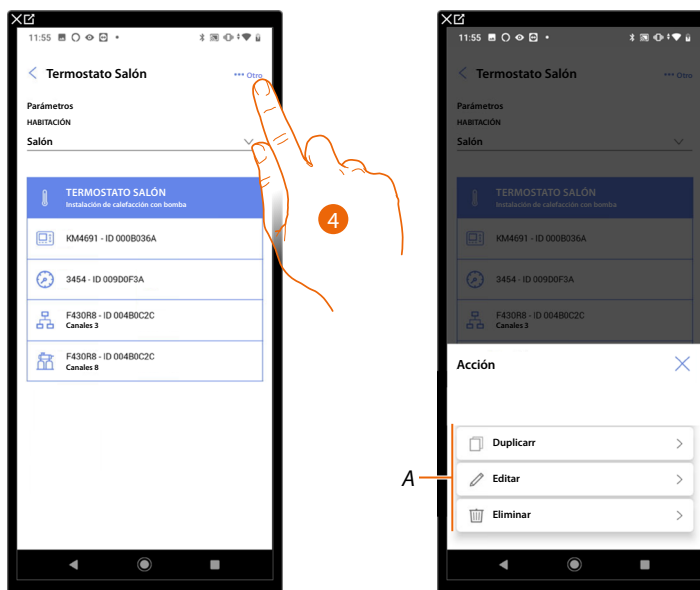 11:55
Termostato Salón
••• Otro
Parámetros
HABITACIÓN
Salón
TERMOSTATO SALÓN
Instalación de calefacción con bomba
KM4691 - ID 000B036A
3454 - ID 009D0F3A
F430R8 - ID 004B0C2C
Canales 3
F430R8 - ID 004B0C2C
Canales 8
4
11:55
Termostato Salón
••• Otro
Parámetros
HABITACIÓN
Salón
TERMOSTATO SALÓN
Instalación de calefacción con bomba
KM4691 - ID 000B036A
3454 - ID 009D0F3A
F430R8 - ID 004B0C2C
Canales 3
Acción
Duplicarr
A
Editar
Eliminar